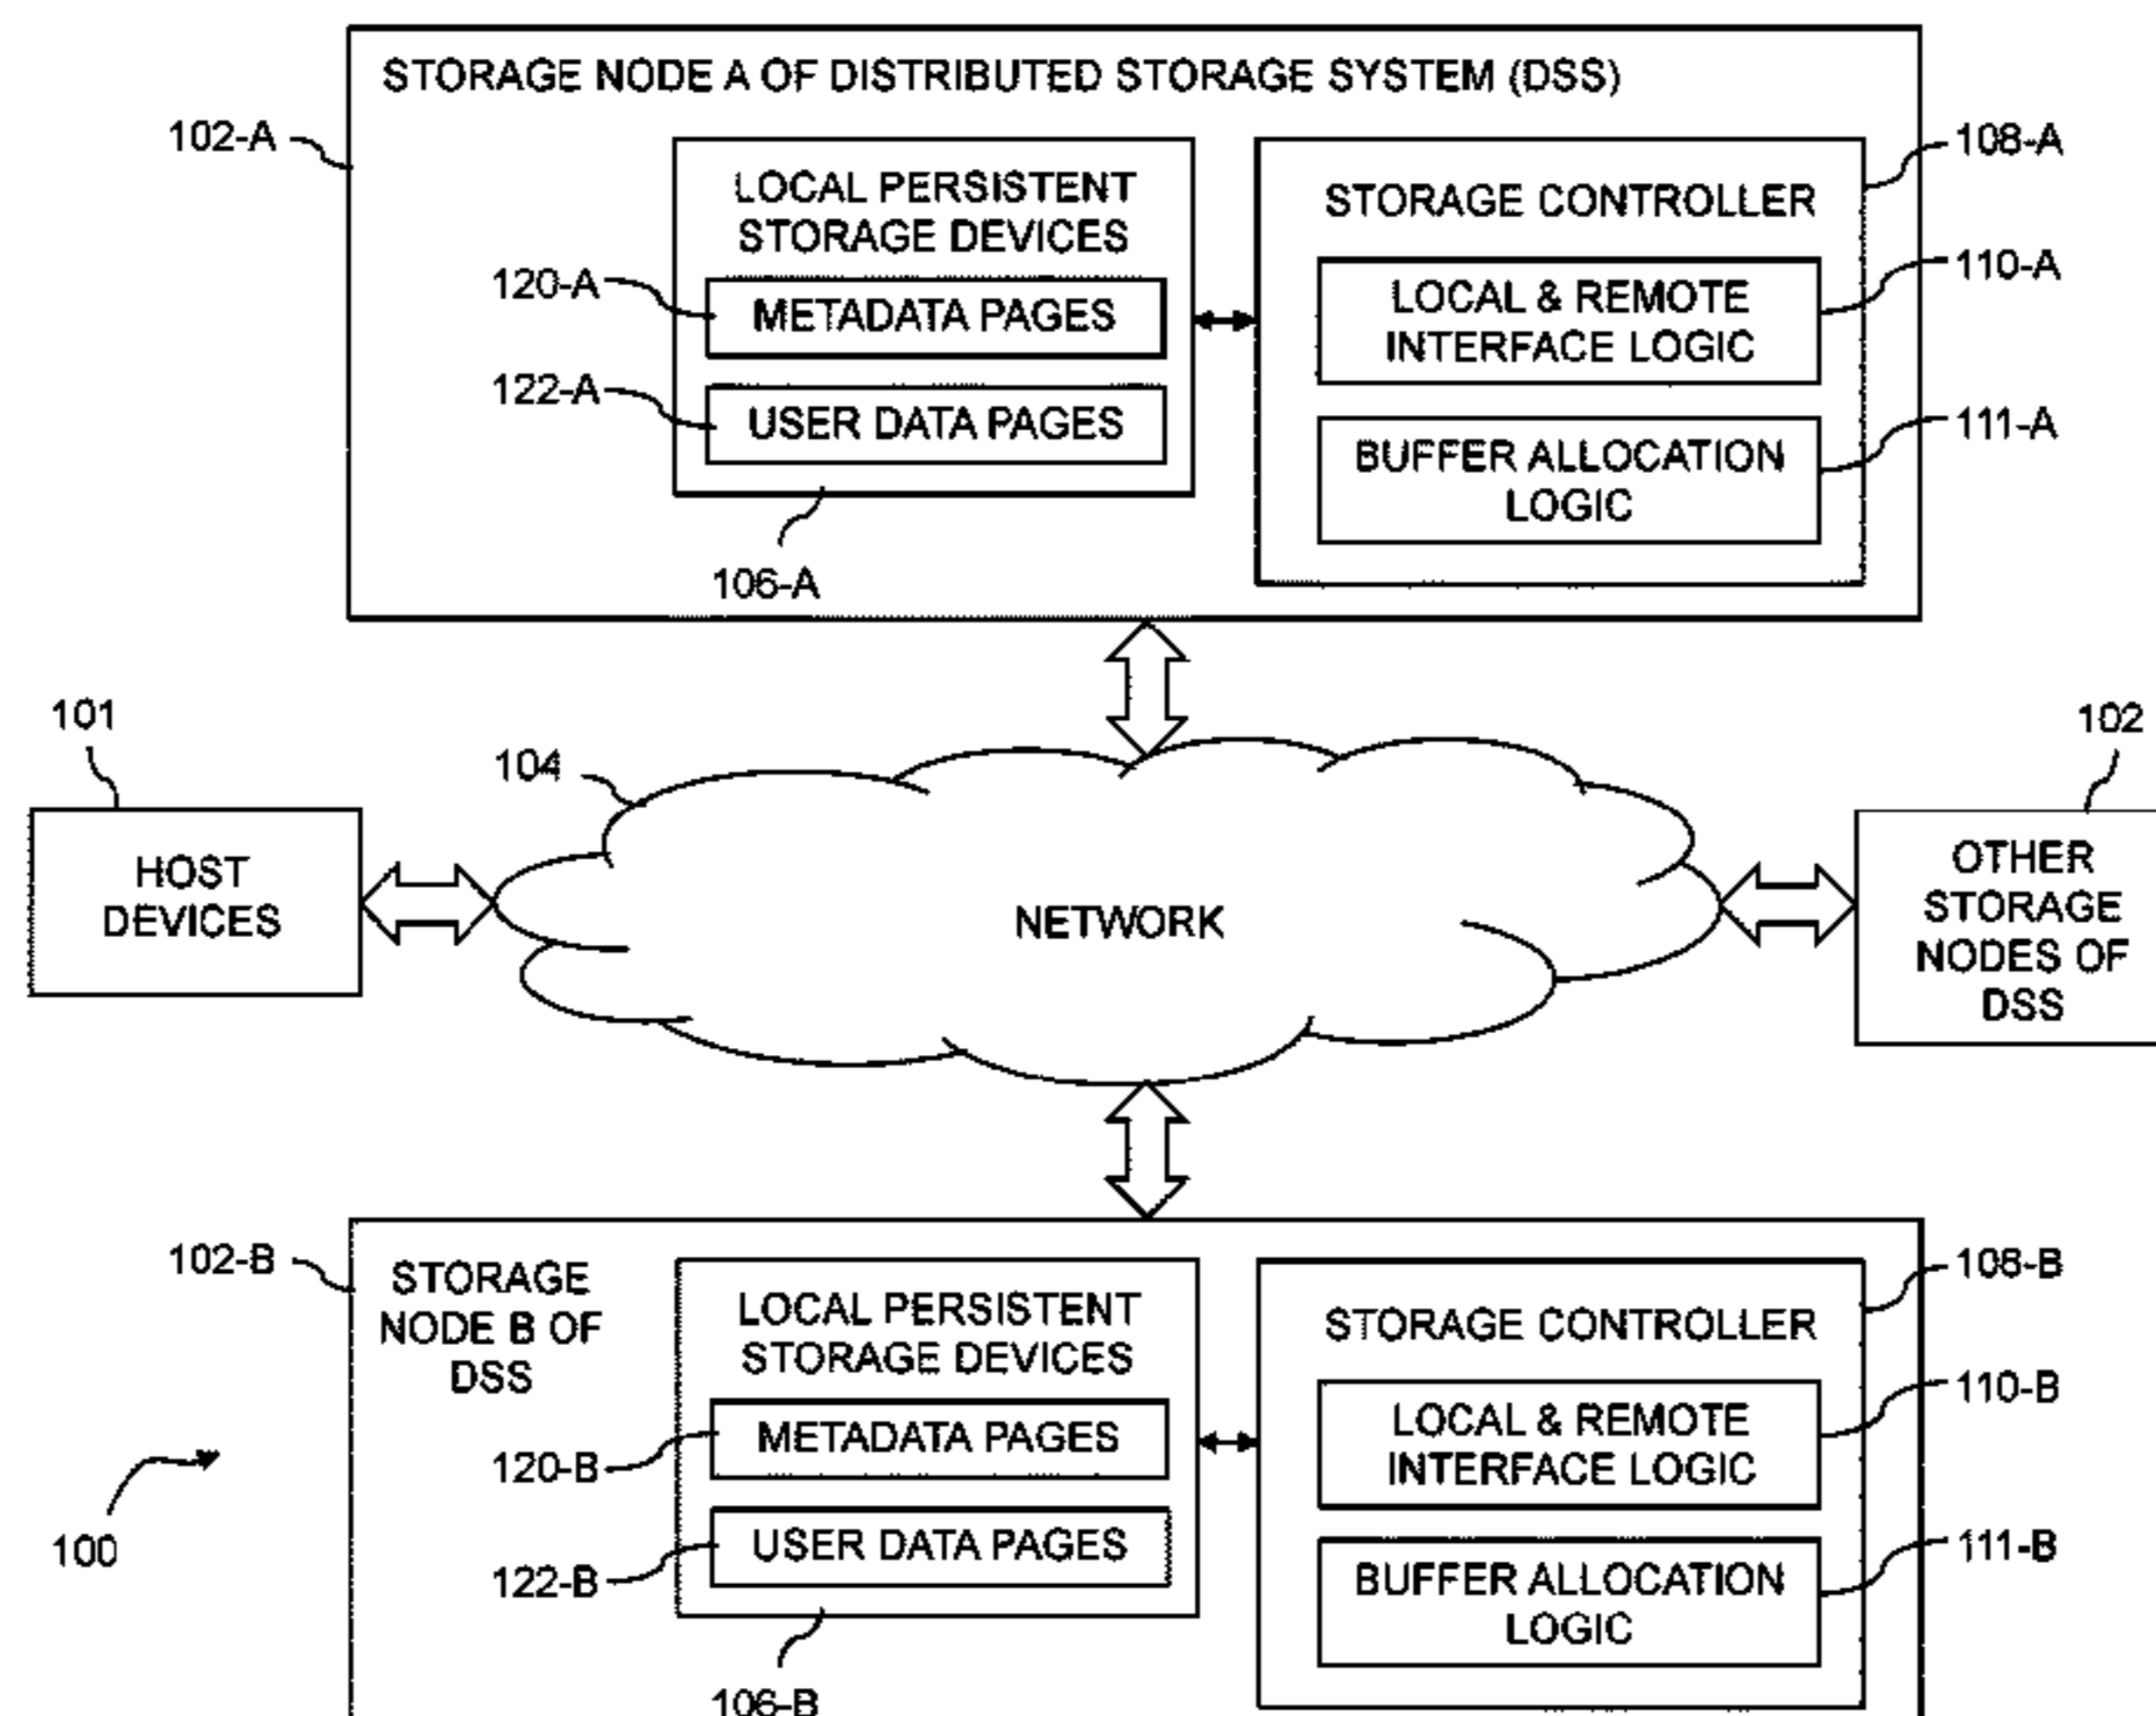 STORAGE NODE A OF DISTRIBUTED STORAGE SYSTEM (DSS)
102-A
108-A
LOCAL PERSISTENT
STORAGE DEVICES
STORAGE CONTROLLER
120-A
METADATA PAGES
110-A
LOCAL & REMOTE
INTERFACE LOGIC
122-A
USER DATA PAGES
111-A
BUFFER ALLOCATION
LOGIC
106-A
101
104
102
HOST
DEVICES
NETWORK
OTHER
STORAGE
NODES OF
DSS
102-B
STORAGE
NODE B OF
DSS
108-B
LOCAL PERSISTENT
STORAGE DEVICES
STORAGE CONTROLLER
120-B
METADATA PAGES
110-B
LOCAL & REMOTE
INTERFACE LOGIC
100
122-B
USER DATA PAGES
111-B
BUFFER ALLOCATION
LOGIC
106-B